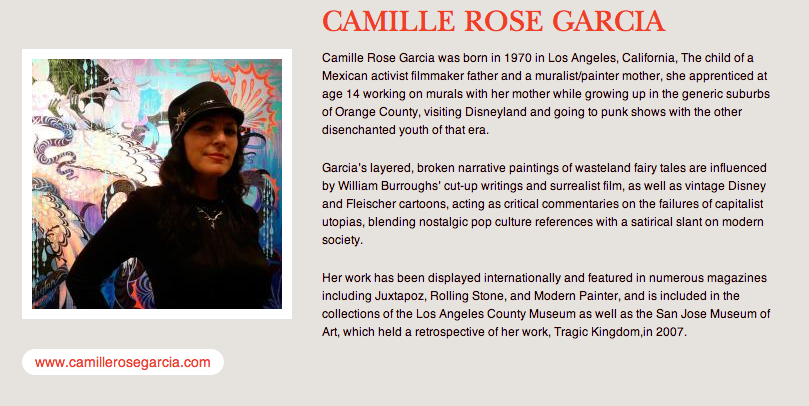 CAMILLE ROSE GARCIA
Camille Rose Garcia was born in 1970 in Los Angeles, California, The child of a
Mexican activist filmmaker father and a muralist/painter mother, she apprenticed at
age 14 working on murals with her mother while growing up in the generic suburbs
of Orange County, visiting Disneyland and going to punk shows with the other
disenchanted youth of that era.
Garcia's layered, broken narrative paintings of wasteland fairy tales are influenced
by William Burroughs' cut-up writings and surrealist film, as well as vintage Disney
and Fleischer cartoons, acting as critical commentaries on the failures of capitalist
utopias, blending nostalgic pop culture references with a satirical slant on modern
society.
Her work has been displayed internationally and featured in numerous magazines
including Juxtapoz, Rolling Stone, and Modern Painter, and is included in the
collections of the Los Angeles County Museum as well as the San Jose Museum of
Art, which held a retrospective of her work, Tragic Kingdom,in 2007.
www.camillerosegarcia.com